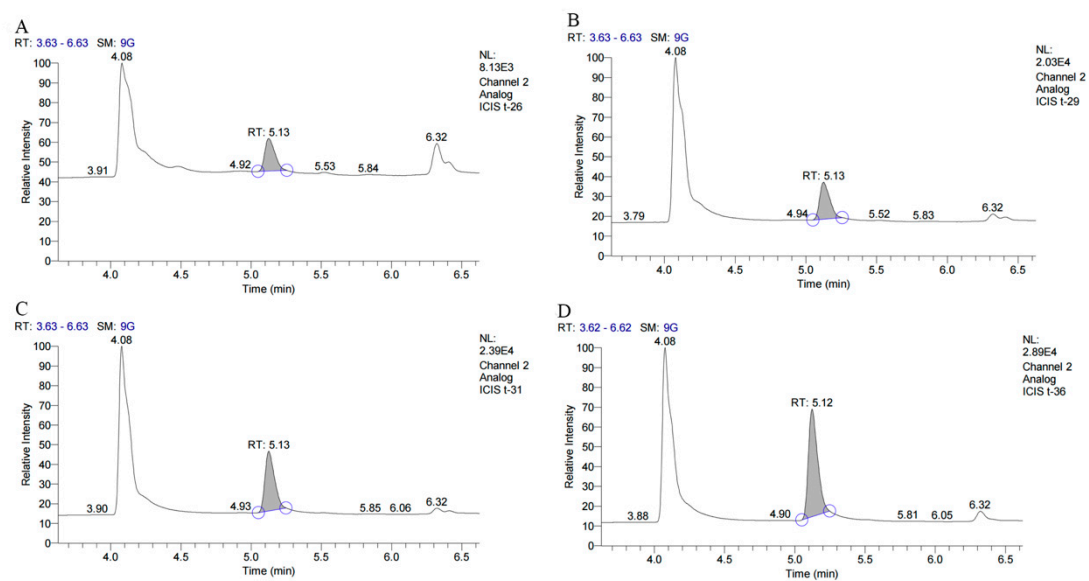 A
RT: 3.63 - 6.63 SM: 9G
NL:
8.13E3
Channel 2
Analog
ICIS t-26
4.08
100
90
80
70
60
50
40
30
20
10
0
Relative Intensity
3.91
4.92
RT: 5.13
5.53
5.84
6.32
4.0 4.5 5.0 5.5 6.0 6.5
Time (min)
B
RT: 3.63 - 6.63 SM: 9G
NL:
2.03E4
Channel 2
Analog
ICIS t-29
4.08
100
90
80
70
60
50
40
30
20
10
0
Relative Intensity
3.79
4.94
RT: 5.13
5.52
5.83
6.32
4.0 4.5 5.0 5.5 6.0 6.5
Time (min)
C
RT: 3.63 - 6.63 SM: 9G
NL:
2.39E4
Channel 2
Analog
ICIS t-31
4.08
100
90
80
70
60
50
40
30
20
10
0
Relative Intensity
3.90
4.93
RT: 5.13
5.85
6.06
6.32
4.0 4.5 5.0 5.5 6.0 6.5
Time (min)
D
RT: 3.62 - 6.62 SM: 9G
NL:
2.89E4
Channel 2
Analog
ICIS t-36
4.08
100
90
80
70
60
50
40
30
20
10
0
Relative Intensity
3.88
4.90
RT: 5.12
5.81
6.05
6.32
4.0 4.5 5.0 5.5 6.0 6.5
Time (min)